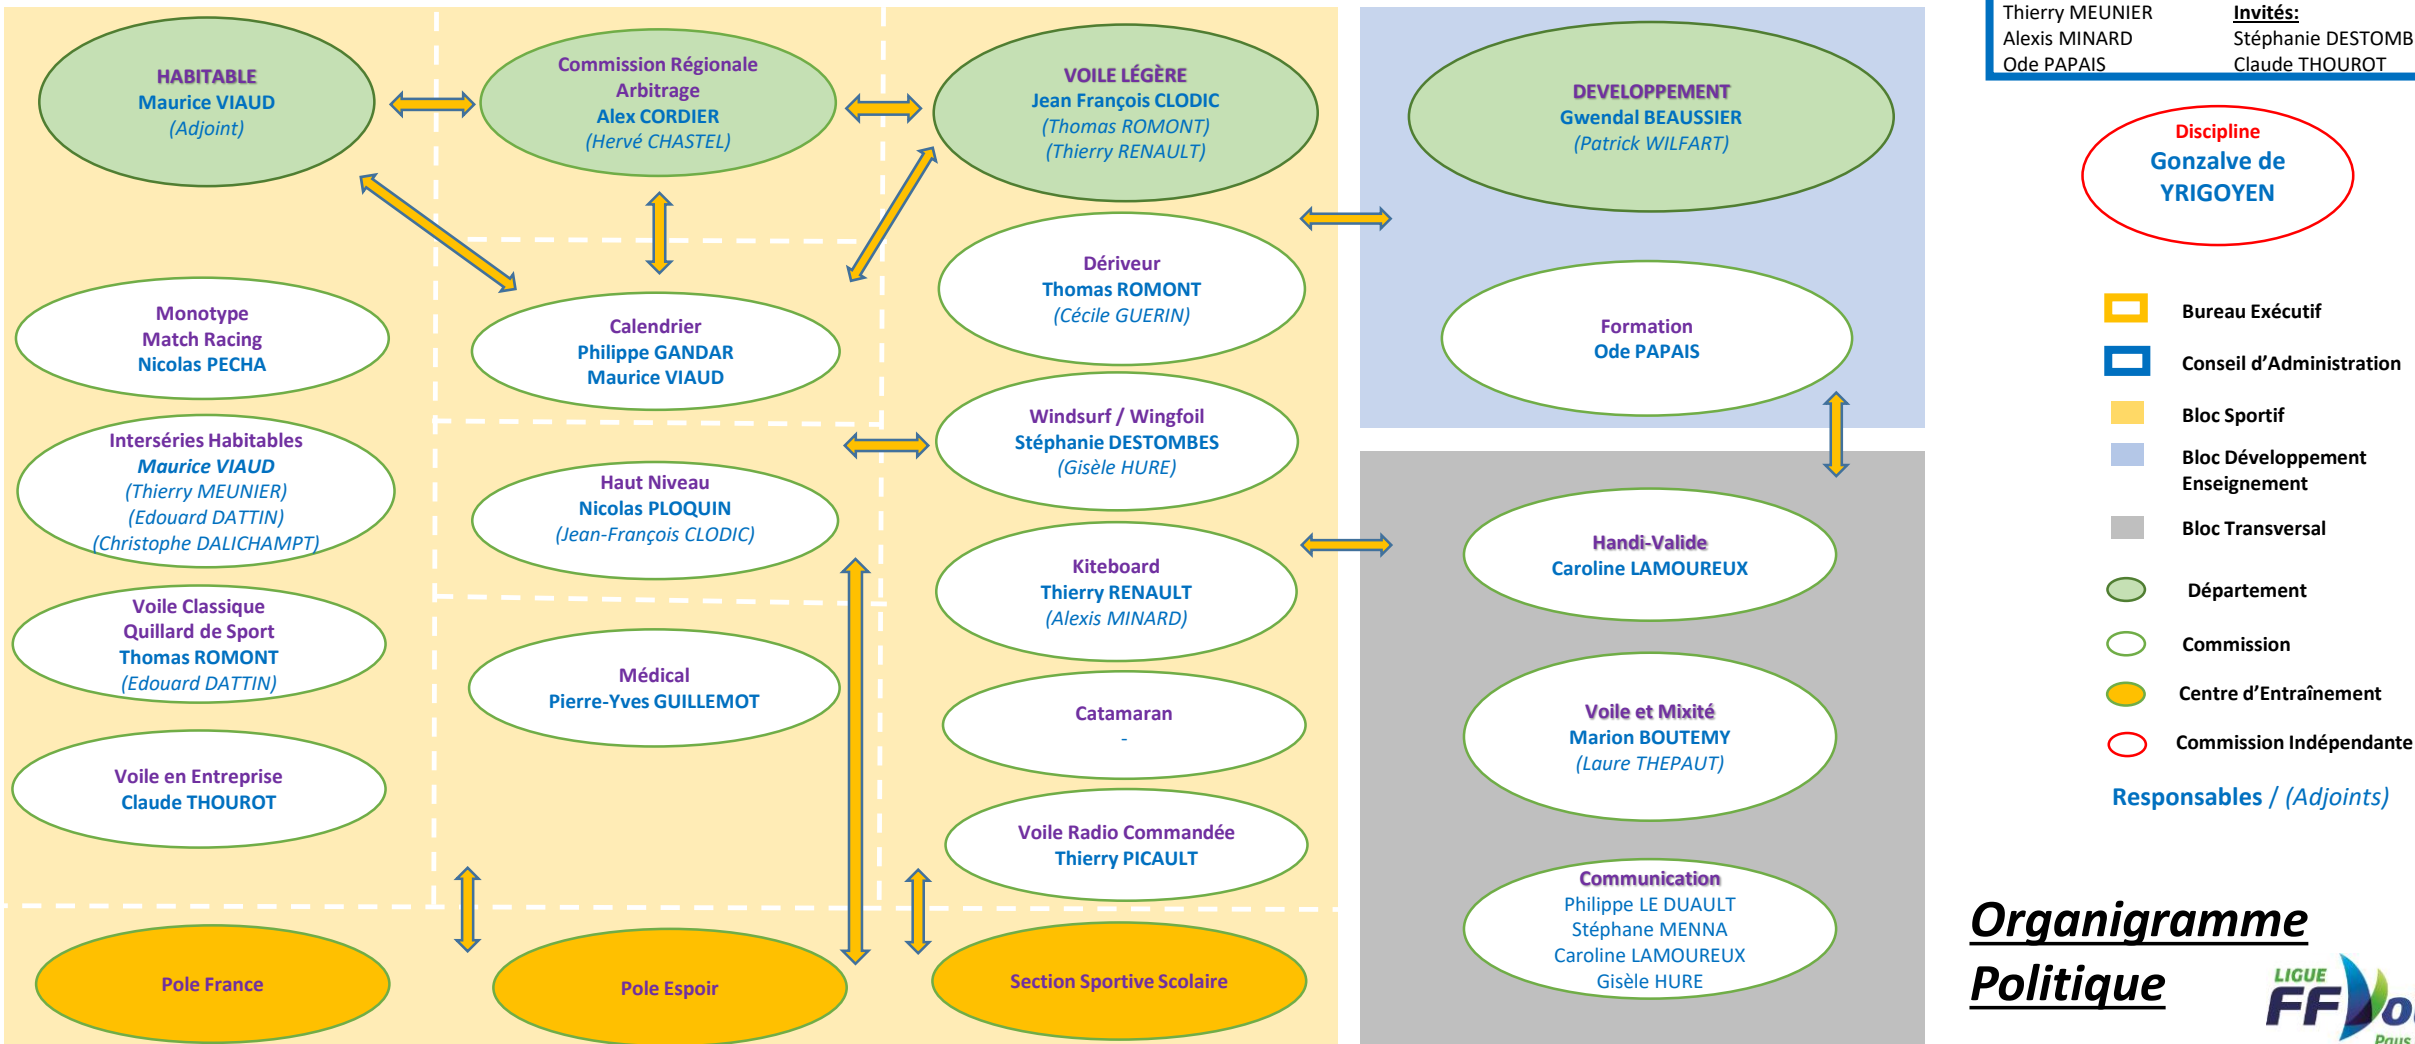 HABITABLE
Maurice VIAUD
(Adjoint)
Monotype
Match Racing
Nicolas PECHA
Interséries Habitables
Maurice VIAUD
(Thierry MEUNIER)
(Edouard DATTIN)
(Christophe DALICHAMPT)
Voile Classique
Quillard de Sport
Thomas ROMONT
(Edouard DATTIN)
Voile en Entreprise
Claude THOUROT
Pole France
Commission Régionale
Arbitrage
Alex CORDIER
(Hervé CHASTEL)
Calendrier
Philippe GANDAR
Maurice VIAUD
Haut Niveau
Nicolas PLOQUIN
(Jean-François CLODIC)
Médical
Pierre-Yves GUILLEMOT
Pole Espoir
VOILE LÉGÈRE
Jean François CLODIC
(Thomas ROMONT)
(Thierry RENAULT)
Dériveur
Thomas ROMONT
(Cécile GUERIN)
Windsurf / Wingfoil
Stéphanie DESTOMBES
(Gisèle HURE)
Kiteboard
Thierry RENAULT
(Alexis MINARD)
Catamaran
-
Voile Radio Commandée
Thierry PICAULT
Section Sportive Scolaire
DEVELOPPEMENT
Gwendal BEAUSSIER
(Patrick WILFART)
Formation
Ode PAPAIS
Handi-Valide
Caroline LAMOUREUX
Voile et Mixité
Marion BOUTEMY
(Laure THEPAUT)
Communication
Philippe LE DUAULT
Stéphane MENNA
Caroline LAMOUREUX
Gisèle HURE
Thierry MEUNIER
Alexis MINARD
Ode PAPAIS
Invités:
Stéphanie DESTOMB
Claude THOUROT
Discipline
Gonzalve de
YRIGOYEN
Bureau Exécutif
Conseil d'Administration
Bloc Sportif
Bloc Développement
Enseignement
Bloc Transversal
Département
Commission
Centre d'Entraînement
Commission Indépendante
Responsables / (Adjoints)
Organigramme
Politique
LIGUE
FF
Pays